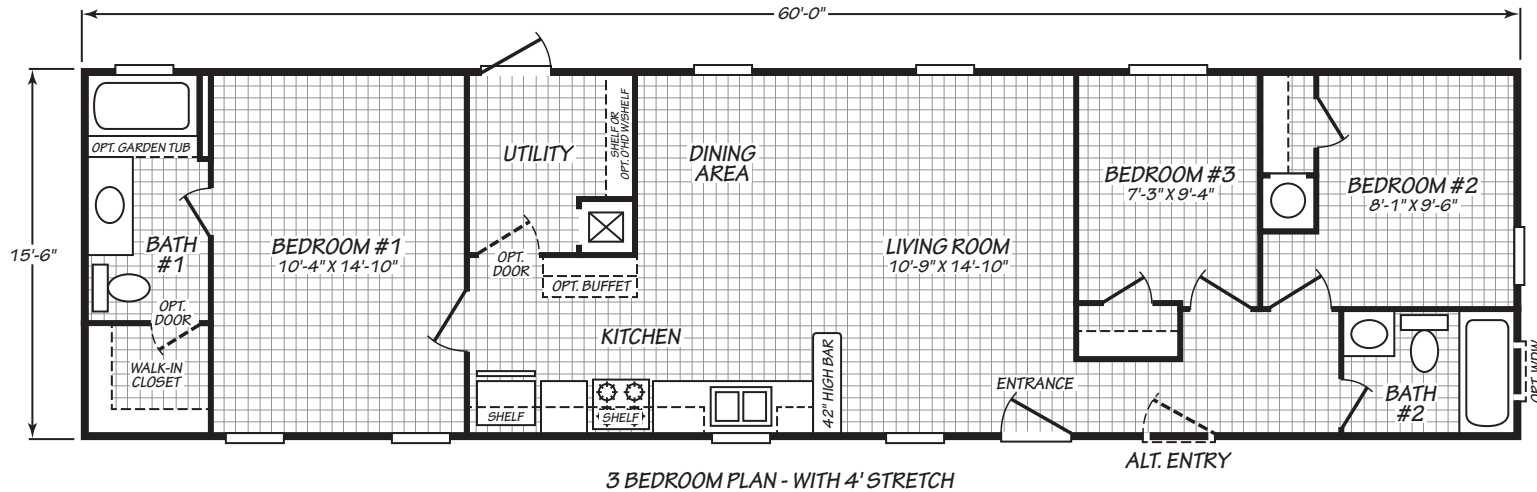 60'-0"
15'-6"
OPT. GARDEN TUB
BATH
#1
OPT.
DOOR
WALK-IN
CLOSET
BEDROOM #1
10'-4" X 14'-10"
UTILITY
SHELF OR
OPT. O'HD W/SHELF
OPT.
DOOR
OPT. BUFFET
DINING
AREA
KITCHEN
SHELF
SHELF
42" HIGH BAR
LIVING ROOM
10'-9" X 14'-10"
ENTRANCE
BEDROOM #3
7'-3" X 9'-4"
BEDROOM #2
8'-1" X 9'-6"
BATH
#2
OPT. WDW
ALT. ENTRY
3 BEDROOM PLAN - WITH 4' STRETCH